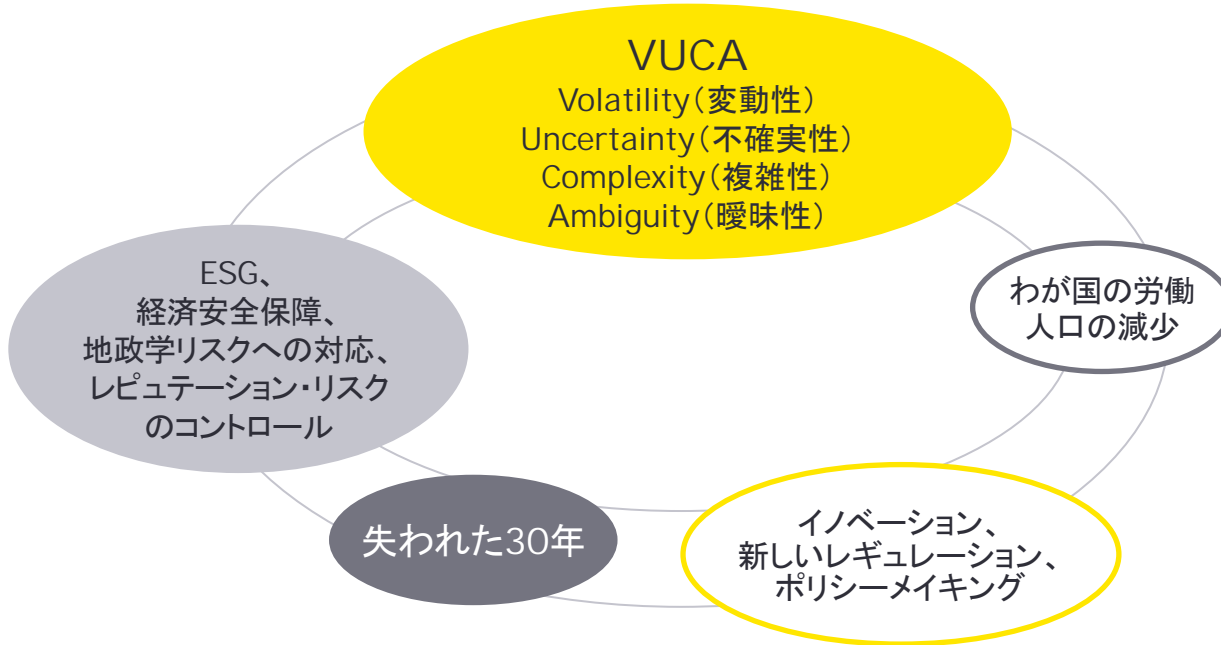 VUCA
Volatility（変動性）
Uncertainty（不確実性）
Complexity（複雑性）
Ambiguity（曖昧性）
ESG、
経済安全保障、
地政学リスクへの対応、
レピュテーション・リスク
のコントロール
わが国の労働
人口の減少
失われた30年
イノベーション、
新しいレギュレーション、
ポリシーメイキング